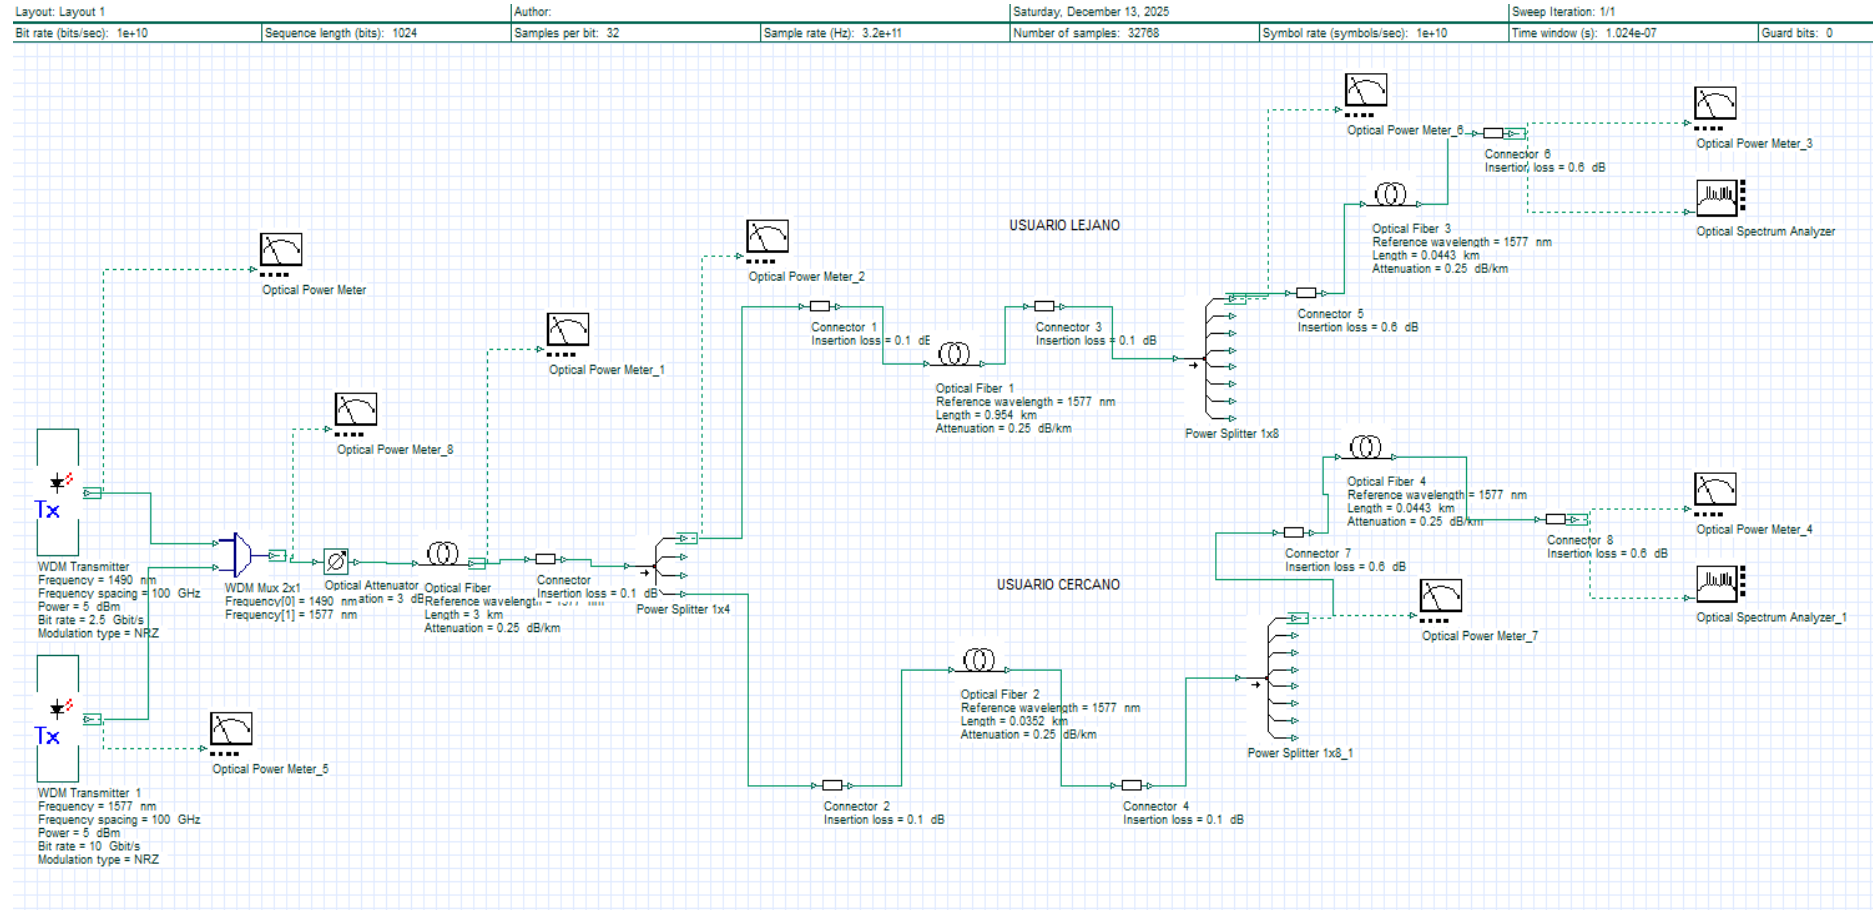 Layout: Layout 1
Author:
Saturday, December 13, 2025
Sweep Iteration: 1/1
Bit rate (bits/sec): 1e+10
Sequence length (bits): 1024
Samples per bit: 32
Sample rate (Hz): 3.2e+11
Number of samples: 32768
Symbol rate (symbols/sec): 1e+10
Time window (s): 1.024e-07
Guard bits: 0
Optical Power Meter_6
Connector 6
Insertion loss = 0.6 dB
Optical Power Meter_3
Optical Spectrum Analyzer
USUARIO LEJANO
Optical Fiber 3
Reference wavelength = 1577 nm
Length = 0.0443 km
Attenuation = 0.25 dB/km
Optical Power Meter
Optical Power Meter_2
Connector 1
Insertion loss = 0.1 dB
Connector 3
Insertion loss = 0.1 dB
Connector 5
Insertion loss = 0.6 dB
Optical Power Meter_1
Optical Fiber 1
Reference wavelength = 1577 nm
Length = 0.954 km
Attenuation = 0.25 dB/km
Power Splitter 1x8
Optical Power Meter_8
Optical Fiber 4
Reference wavelength = 1577 nm
Length = 0.0443 km
Attenuation = 0.25 dB/km
Tx
WDM Transmitter
Frequency = 1490 nm
Frequency spacing = 100 GHz
Power = 5 dBm
Bit rate = 2.5 Gbit/s
Modulation type = NRZ
WDM Mux 2x1
Frequency[0] = 1490 nm
Frequency[1] = 1577 nm
Optical Attenuator
ation = 3 dB
Optical Fiber
Reference wavelengt
Length = 3 km
Attenuation = 0.25 dB/km
Connector
Insertion loss = 0.1 dB
Power Splitter 1x4
USUARIO CERCANO
Connector 7
Insertion loss = 0.6 dB
Connector 8
Insertion loss = 0.6 dB
Optical Power Meter_4
Optical Spectrum Analyzer_1
Optical Power Meter_7
Tx
Optical Power Meter_5
Optical Fiber 2
Reference wavelength = 1577 nm
Length = 0.0352 km
Attenuation = 0.25 dB/km
Power Splitter 1x8_1
WDM Transmitter 1
Frequency = 1577 nm
Frequency spacing = 100 GHz
Power = 5 dBm
Bit rate = 10 Gbit/s
Modulation type = NRZ
Connector 2
Insertion loss = 0.1 dB
Connector 4
Insertion loss = 0.1 dB